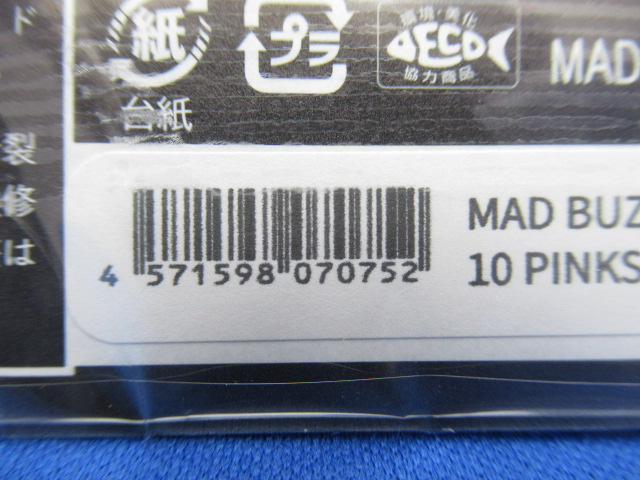 ド
紙
プラ
環境・美化
ECO
協力商品
MAD
台紙
裂
修
は
MAD BUZ
10 PINKS
4 571598 070752